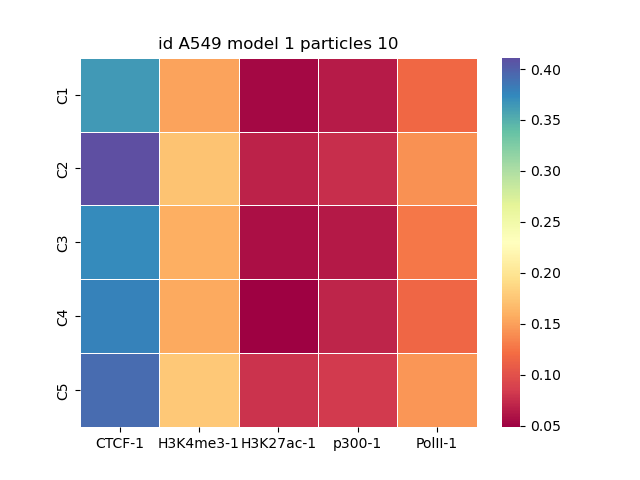 id A549 model 1 particles 10
C1
C2
C3
C4
C5
CTCF-1 H3K4me3-1 H3K27ac-1 p300-1 PolII-1
0.40
0.35
0.30
0.25
0.20
0.15
0.10
0.05